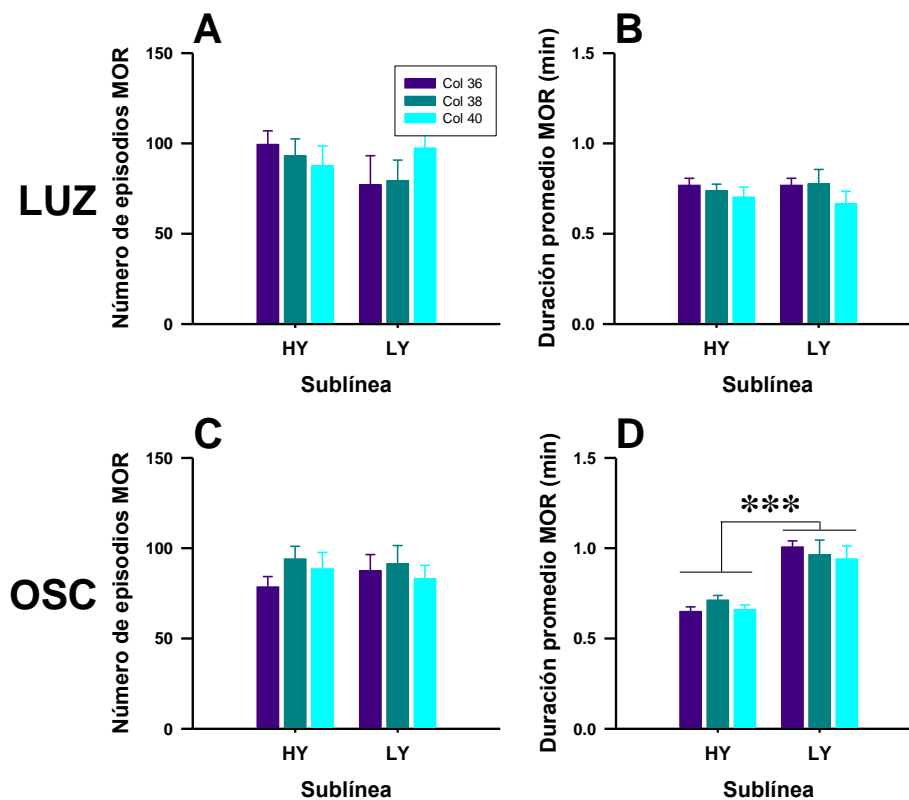 A
B
LUZ
Número de episodios MOR
150
100
50
0
Col 36
Col 38
Col 40
HY
LY
Sublínea
Duración promedio MOR (min)
1.5
1.0
0.5
0.0
HY
LY
Sublínea
C
D
OSC
Número de episodios MOR
150
100
50
0
HY
LY
Sublínea
Duración promedio MOR (min)
1.5
1.0
0.5
0.0
***
HY
LY
Sublínea